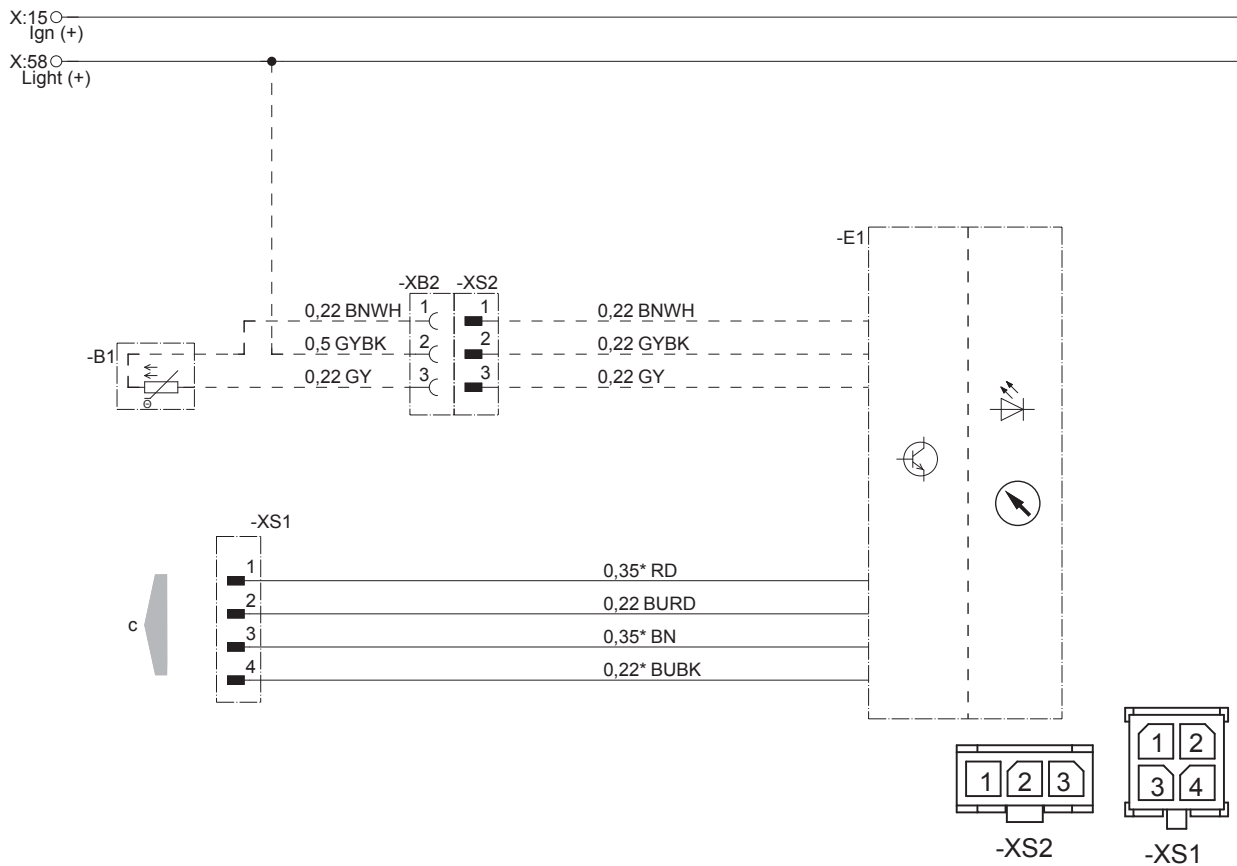 X:15
Ign (+)
X:58
Light (+)
-E1
-XB2 -XS2
0,22 BNWH 1 1 0,22 BNWH
-B1 0,5 GYBK 2 2 0,22 GYBK
0,22 GY 3 3 0,22 GY
Θ
-XS1
1 0,35* RD
2 0,22 BURD
c
3 0,35* BN
4 0,22* BUBK
1 2 3
-XS2
1 2
3 4
-XS1